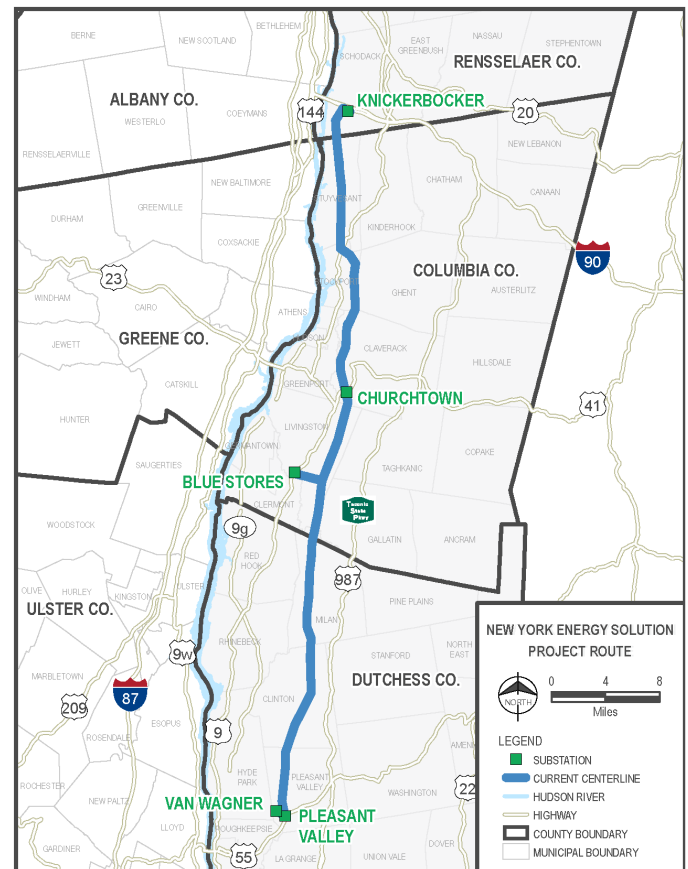 BETHLEHEM
BERNE
NEW SCOTLAND
EAST
GREENBUSH
NASSAU
STEPHENTOWN
SCHODACK
RENSSELAER CO.
ALBANY CO.
KNICKERBOCKER
COEYMANS
144
20
WESTERLO
RENSSELAERVILLE
NEW LEBANON
NEW BALTIMORE
CHATHAM
CANAAN
GREENVILLE
DURHAM
KINDERHOOK
COXSACKIE
90
COLUMBIA CO.
23
AUSTERLITZ
GHENT
WINDHAM
CAIRO
ATHENS
GREENE CO.
JEWETT
CLAVERACK
HILLSDALE
CATSKILL
GREENPORT
CHURCHTOWN
41
HUNTER
LIVINGSTON
COPAKE
SAUGERTIES
TAGHKANIC
BLUE STORES
CLERMONT
Taconic
State
Pkwy
WOODSTOCK
9g
GALLATIN
ANCRAM
RED
HOOK
987
OLIVE
HURLEY
KINGSTON
ULSTER
PINE PLAINS
ULSTER CO.
MILAN
RHINEBECK
9w
STANFORD
NORTH
EAST
MARBLETOWN
DUTCHESS CO.
87
209
CLINTON
ESOPUS
9
ROSENDALE
HYDE
PARK
PLEASANT
VALLEY
ROCHESTER
WASHINGTON
22
NEW PALTZ
VAN WAGNER
PLEASANT
VALLEY
LLOYD
DOVER
GARDINER
55
LA GRANGE
UNION VALE
NEW YORK ENERGY SOLUTION
PROJECT ROUTE
NORTH
0 4 8
Miles
LEGEND
SUBSTATION
CURRENT CENTERLINE
HUDSON RIVER
HIGHWAY
COUNTY BOUNDARY
MUNICIPAL BOUNDARY